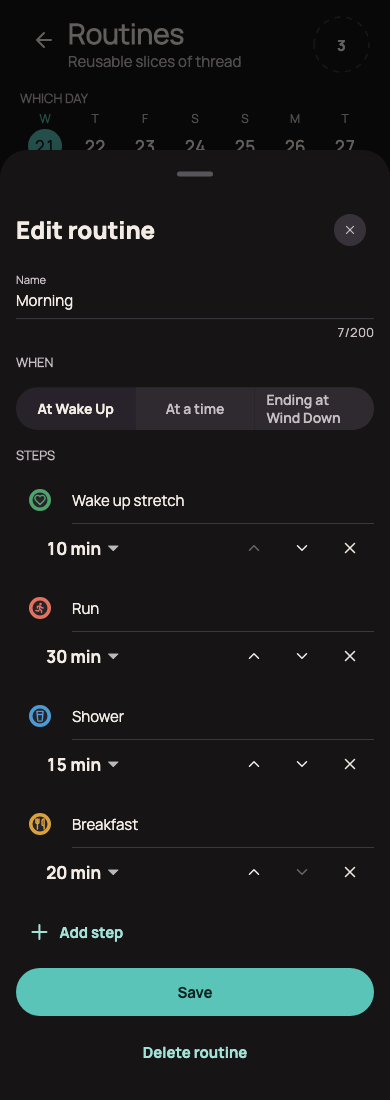 Routines
Reusable slices of thread
3
WHICH DAY
W T F S S M T
21 22 23 24 25 26 27
Edit routine
Name
Morning
7/200
WHEN
At Wake Up
At a time
Ending at
Wind Down
STEPS
Wake up stretch
10 min
Run
30 min
Shower
15 min
Breakfast
20 min
Add step
Save
Delete routine